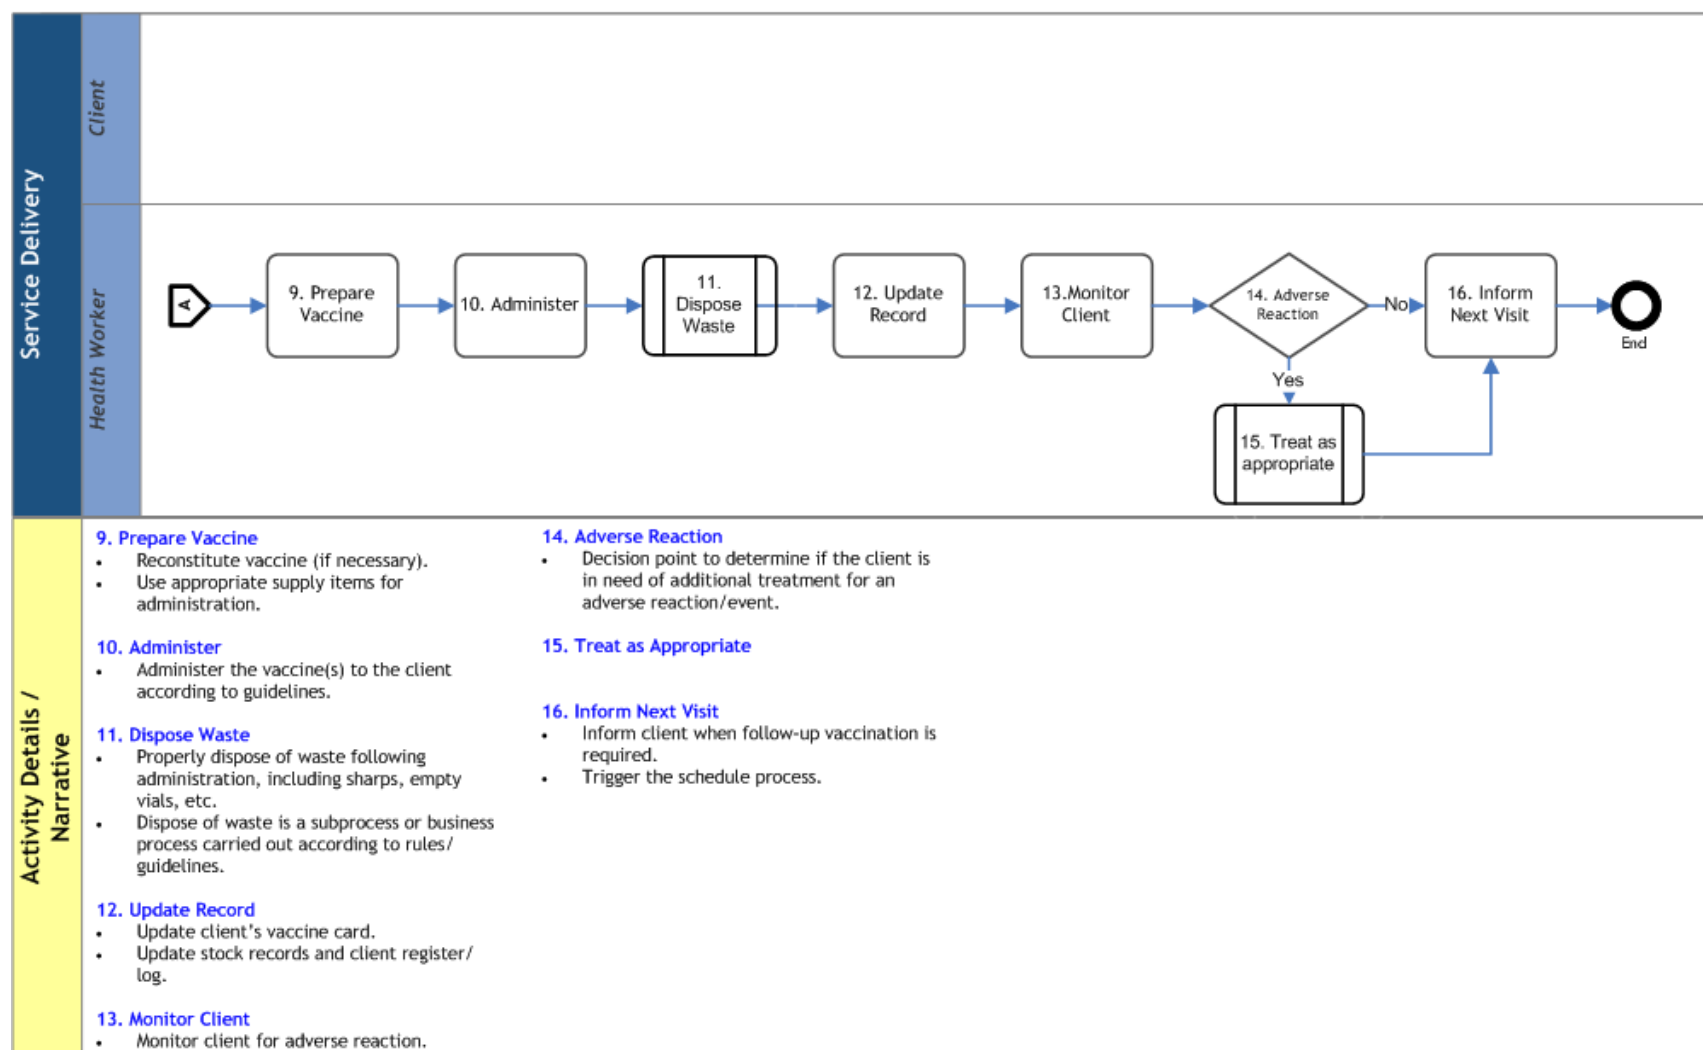 Service Delivery
Client
Health Worker
A
9. Prepare
Vaccine
10. Administer
11.
Dispose
Waste
12. Update
Record
13.Monitor
Client
14. Adverse
Reaction
No
16. Inform
Next Visit
End
Yes
15. Treat as
appropriate
Activity Details /
Narrative
9. Prepare Vaccine
• Reconstitute vaccine (if necessary).
• Use appropriate supply items for
administration.
10. Administer
• Administer the vaccine(s) to the client
according to guidelines.
11. Dispose Waste
• Properly dispose of waste following
administration, including sharps, empty
vials, etc.
• Dispose of waste is a subprocess or business
process carried out according to rules/
guidelines.
12. Update Record
• Update client's vaccine card.
• Update stock records and client register/
log.
13. Monitor Client
• Monitor client for adverse reaction.
14. Adverse Reaction
• Decision point to determine if the client is
in need of additional treatment for an
adverse reaction/event.
15. Treat as Appropriate
16. Inform Next Visit
• Inform client when follow-up vaccination is
required.
• Trigger the schedule process.